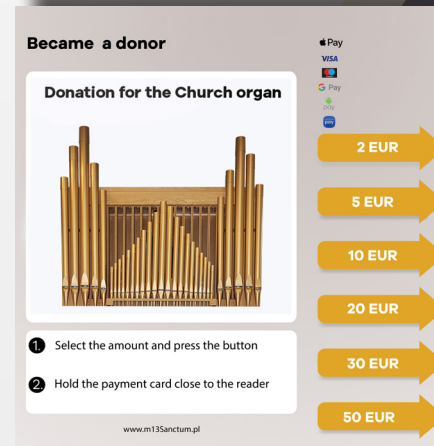 Became a donor
Donation for the Church organ
1. Select the amount and press the button
2. Hold the payment card close to the reader
www.m13Sanctum.pl
Pay
VISA
G Pay
pay
pay
2 EUR
5 EUR
10 EUR
20 EUR
30 EUR
50 EUR